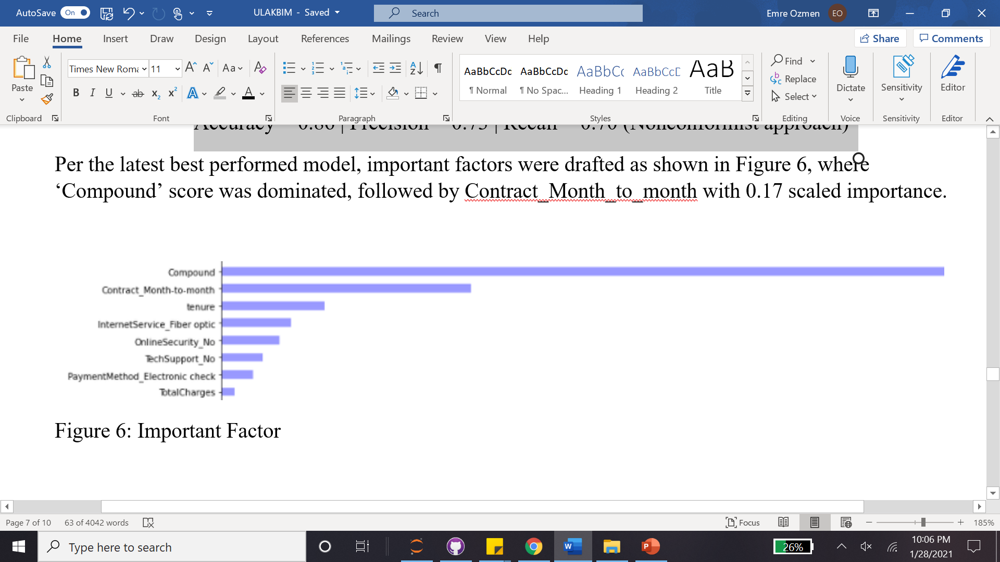 AutoSave On ULAKBIM - Saved Search Emre Ozmen EO
File Home Insert Draw Design Layout References Mailings Review View Help Share Comments
Paste
Clipboard
Times New Roma 11
Aa
B I U ab x2 x2 A A
Font
Paragraph
AaBbCcDc AaBbCcDc AaBbCc AaBbCcD AaB
¶ Normal ¶ No Spac... Heading 1 Heading 2 Title
Styles
Find
Replace
Select
Editing
Dictate
Voice
Sensitivity
Sensitivity
Editor
Editor
Accuracy 0.86 | Precision 0.73 | Recall 0.70 (Nonconformist approach)
Per the latest best performed model, important factors were drafted as shown in Figure 6, where
‘Compound’ score was dominated, followed by Contract_Month_to_month with 0.17 scaled importance.
Compound
Contract_Month-to-month
tenure
InternetService_Fiber optic
OnlineSecurity_No
TechSupport_No
PaymentMethod_Electronic check
TotalCharges
Figure 6: Important Factor
Page 7 of 10 63 of 4042 words Focus 185%
Type here to search
26%
10:06 PM
1/28/2021